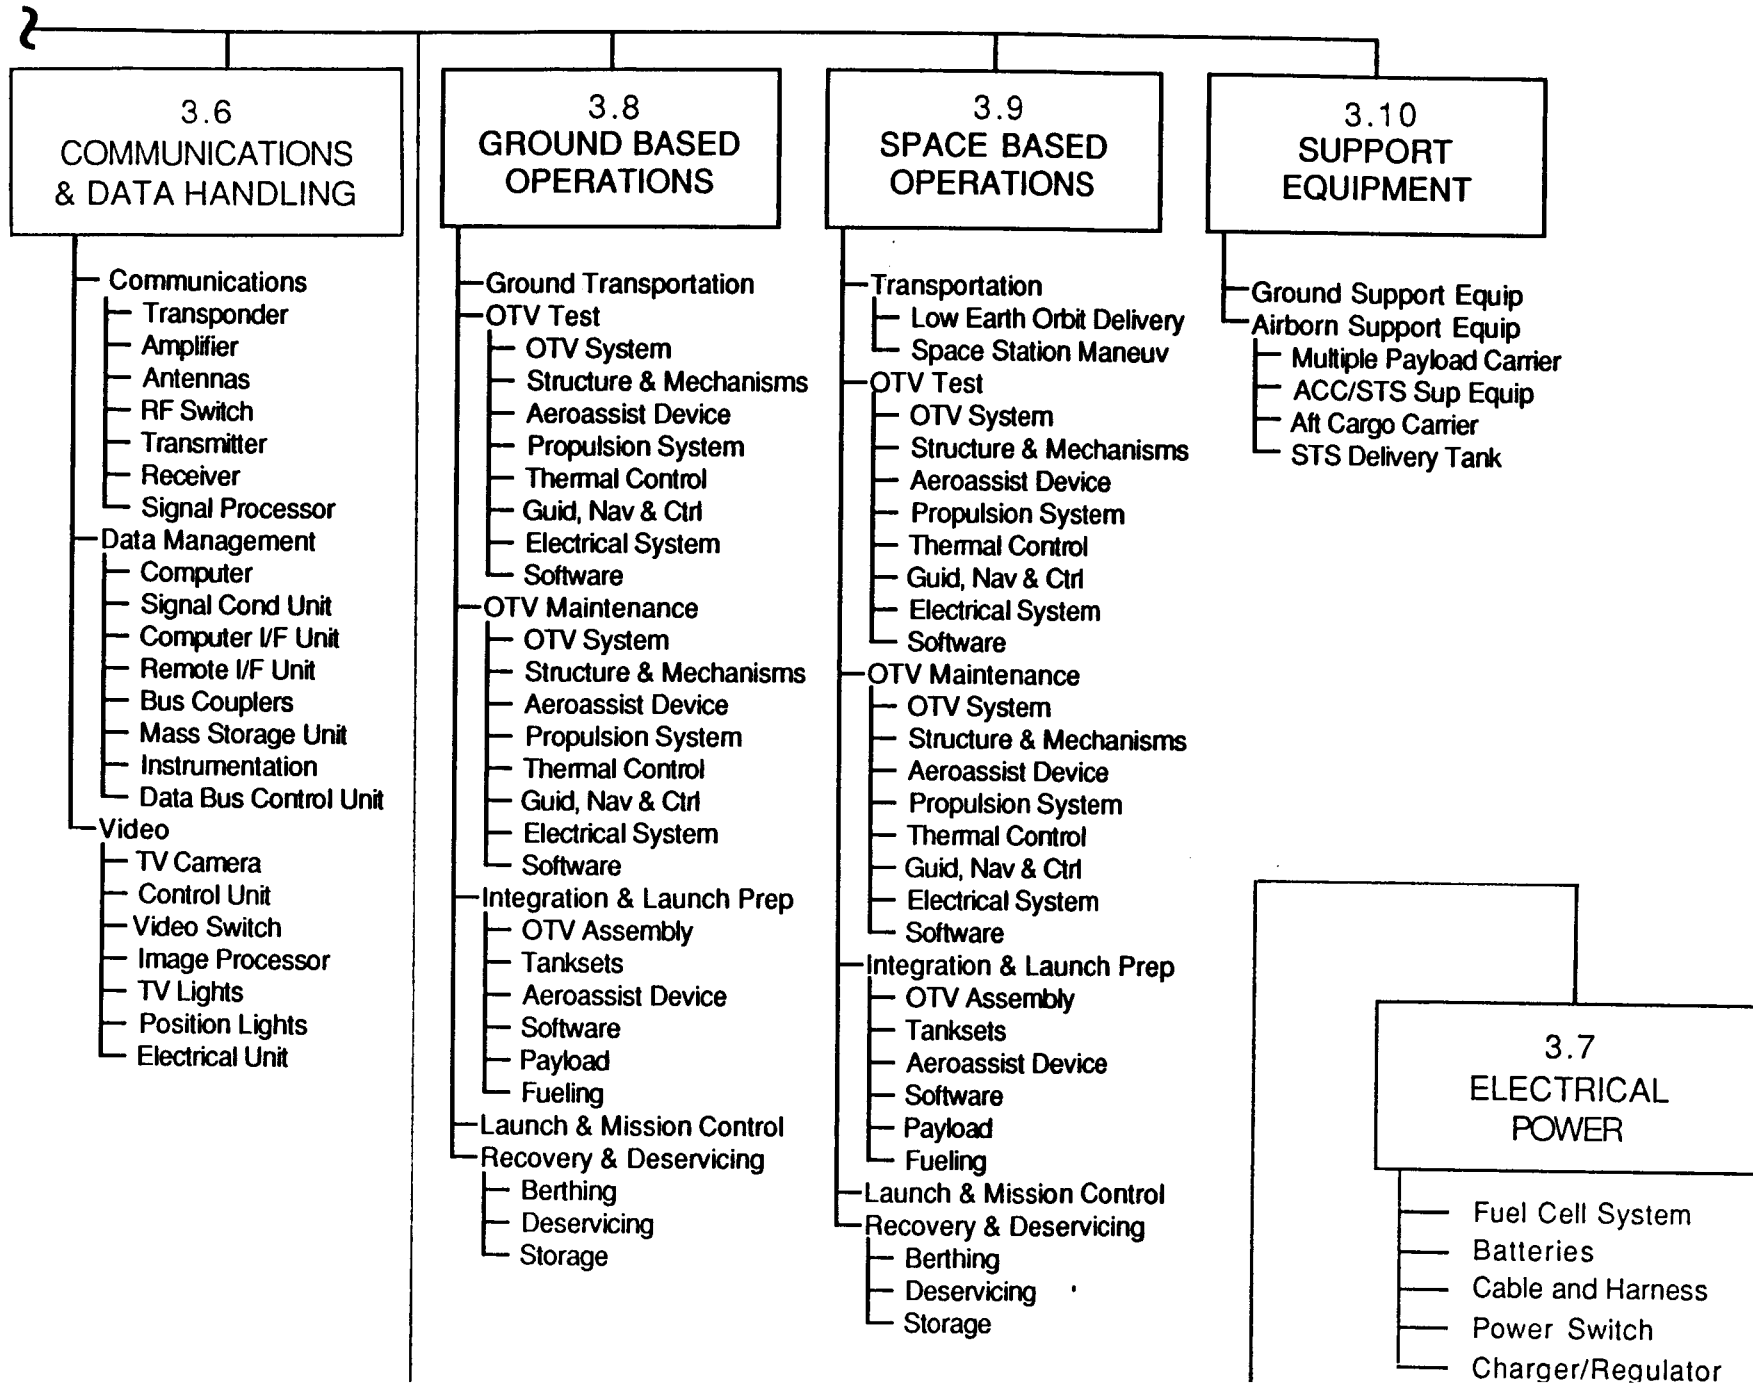 3.6
COMMUNICATIONS
& DATA HANDLING
Communications
Transponder
Amplifier
Antennas
RF Switch
Transmitter
Receiver
Signal Processor
Data Management
Computer
Signal Cond Unit
Computer I/F Unit
Remote I/F Unit
Bus Couplers
Mass Storage Unit
Instrumentation
Data Bus Control Unit
Video
TV Camera
Control Unit
Video Switch
Image Processor
TV Lights
Position Lights
Electrical Unit
3.8
GROUND BASED
OPERATIONS
Ground Transportation
OTV Test
OTV System
Structure & Mechanisms
Aeroassist Device
Propulsion System
Thermal Control
Guid, Nav & Ctrl
Electrical System
Software
OTV Maintenance
OTV System
Structure & Mechanisms
Aeroassist Device
Propulsion System
Thermal Control
Guid, Nav & Ctrl
Electrical System
Software
Integration & Launch Prep
OTV Assembly
Tanksets
Aeroassist Device
Software
Payload
Fueling
Launch & Mission Control
Recovery & Deservicing
Berthing
Deservicing
Storage
3.9
SPACE BASED
OPERATIONS
Transportation
Low Earth Orbit Delivery
Space Station Maneuv
OTV Test
OTV System
Structure & Mechanisms
Aeroassist Device
Propulsion System
Thermal Control
Guid, Nav & Ctrl
Electrical System
Software
OTV Maintenance
OTV System
Structure & Mechanisms
Aeroassist Device
Propulsion System
Thermal Control
Guid, Nav & Ctrl
Electrical System
Software
Integration & Launch Prep
OTV Assembly
Tanksets
Aeroassist Device
Software
Payload
Fueling
Launch & Mission Control
Recovery & Deservicing
Berthing
Deservicing
Storage
3.10
SUPPORT
EQUIPMENT
Ground Support Equip
Airborn Support Equip
Multiple Payload Carrier
ACC/STS Sup Equip
Aft Cargo Carrier
STS Delivery Tank
3.7
ELECTRICAL
POWER
Fuel Cell System
Batteries
Cable and Harness
Power Switch
Charger/Regulator